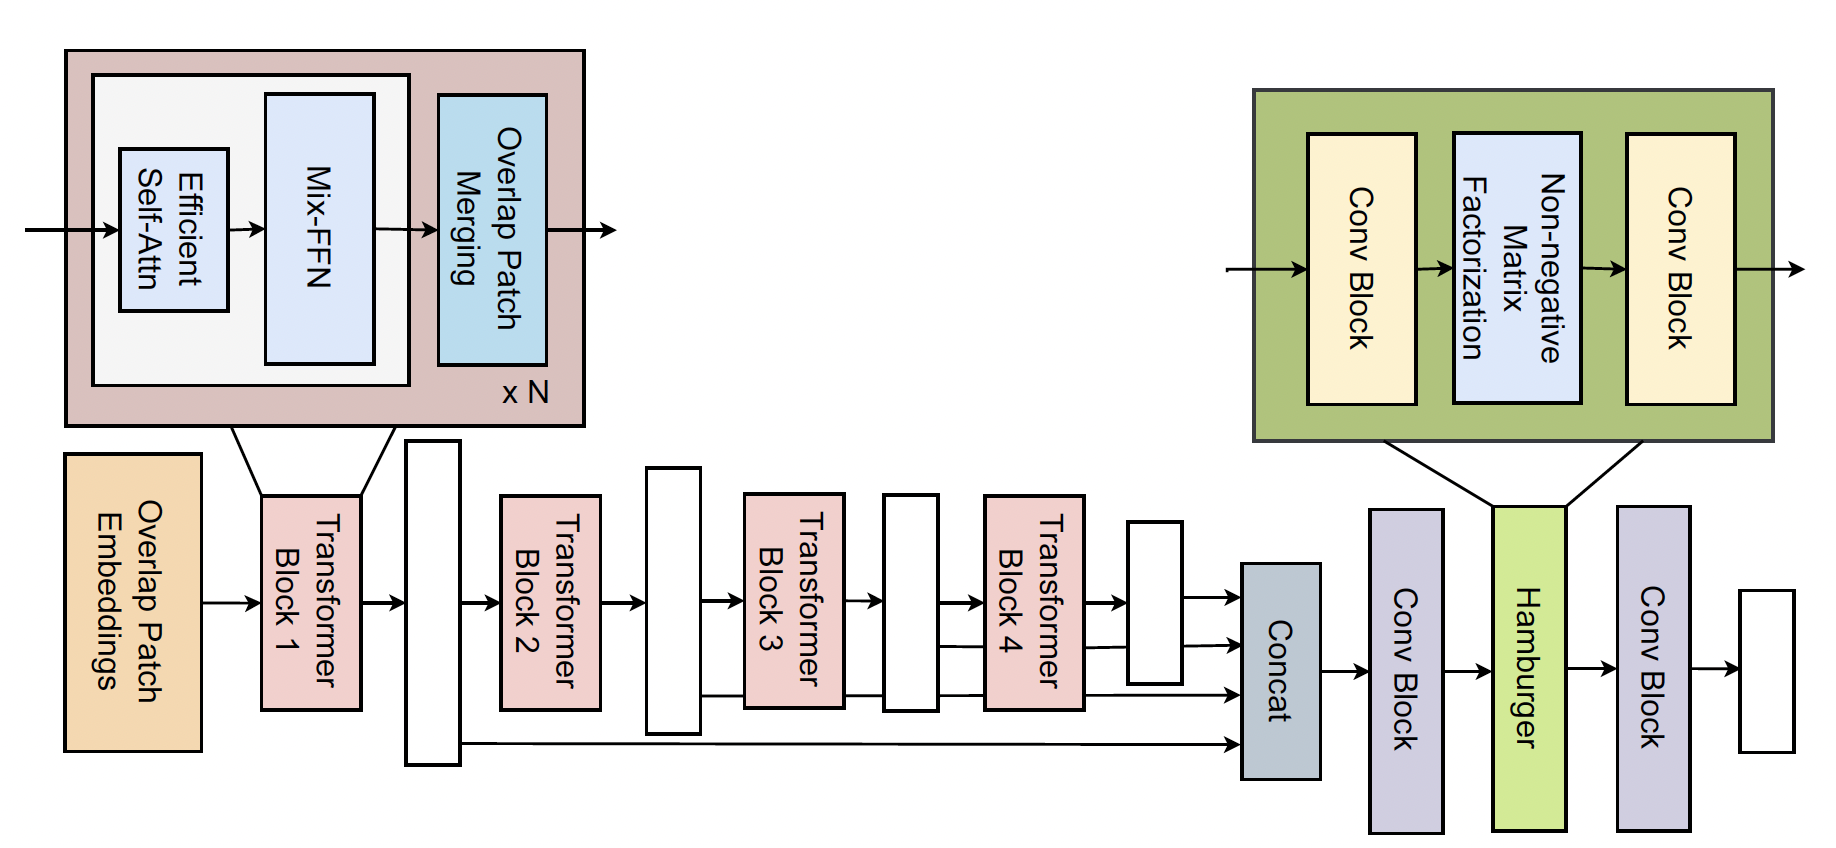 Efficient
Self-Attn
Mix-FFN
Overlap Patch
Merging
x N
Conv Block
Non-negative
Matrix
Factorization
Conv Block
Overlap Patch
Embeddings
Transformer
Block 1
Transformer
Block 2
Transformer
Block 3
Transformer
Block 4
Concat
Conv Block
Hamburger
Conv Block